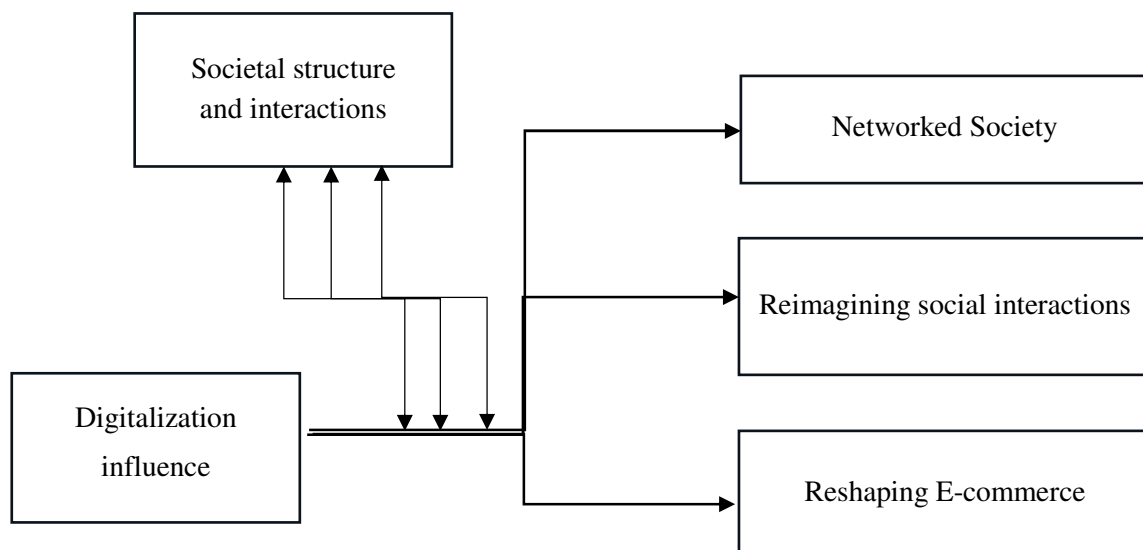 Societal structure
and interactions
Networked Society
Reimagining social interactions
Digitalization
influence
Reshaping E-commerce